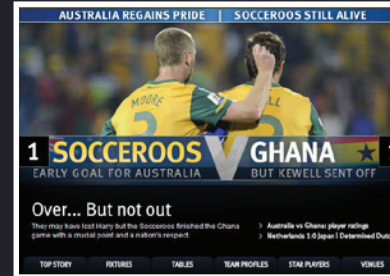 AUSTRALIA REGAINS PRIDE | SOCCEROOS STILL ALIVE
MOORE
3
2
1 SOCCEROOS V GHANA
EARLY GOAL FOR AUSTRALIA BUT KEWELL SENT OFF
Over... But not out
They may have lost Harry but the Socceroos finished the Ghana
game with a crucial point and a nation's respect.
> Australia vs Ghana: player ratings
> Netherlands 1-0 Japan | Determined Dutc
TOP STORY FIXTURES TABLES TEAM PROFILES STAR PLAYERS VENUES